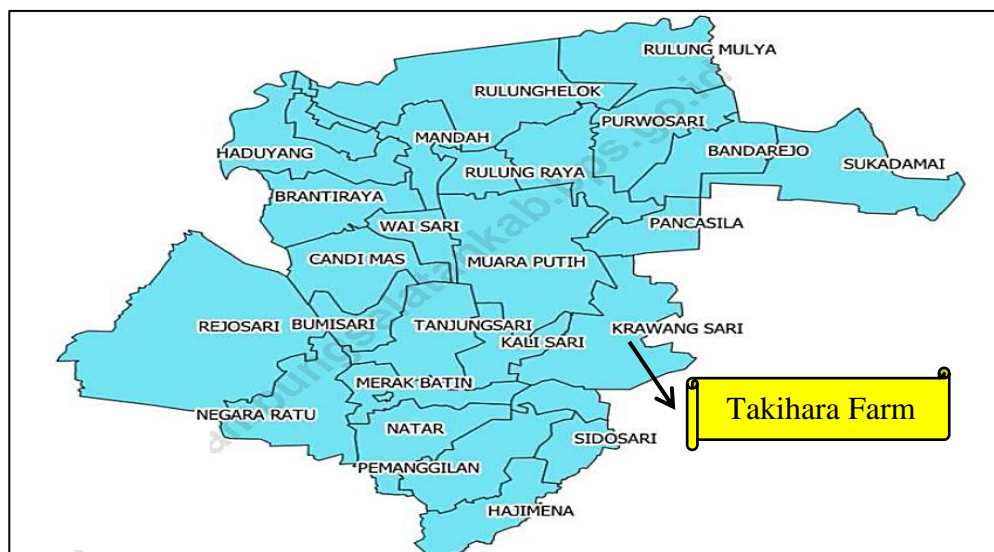 RULUNG MULYA
RULUNGHELOK
PURWOSARI
MANDAH
BANDAREJO
HADUYANG
SUKADAMAI
RULUNG RAYA
BRANTIRAYA
PANCASILA
WAI SARI
CANDI MAS
MUARA PUTIH
REJOSARI
BUMISARI
TANJUNGSARI
KRAWANG SARI
KALI SARI
MERAK BATIN
Takihara Farm
NEGARA RATU
NATAR
SIDOSARI
PEMANGGILAN
HAJIMENA